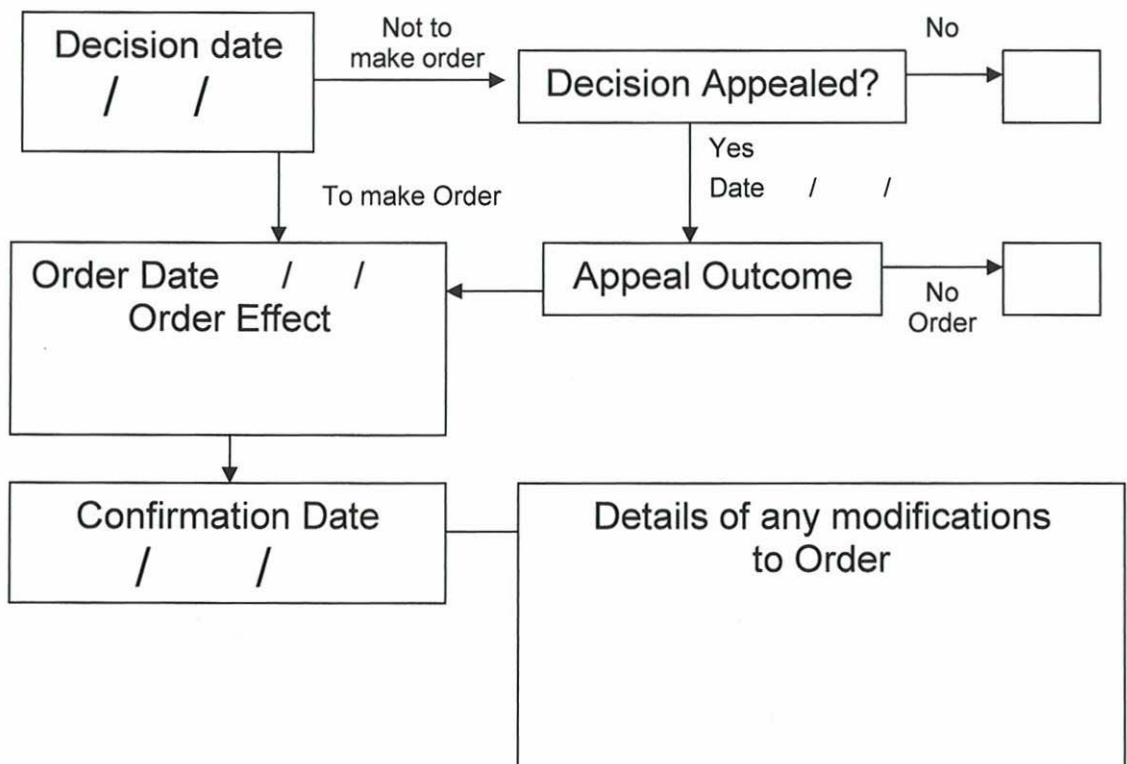 Decision date
/ /
Not to
make order
Decision Appealed?
No
Yes
Date / /
To make Order
Order Date / /
Order Effect
Appeal Outcome
No
Order
Confirmation Date
/ /
Details of any modifications
to Order